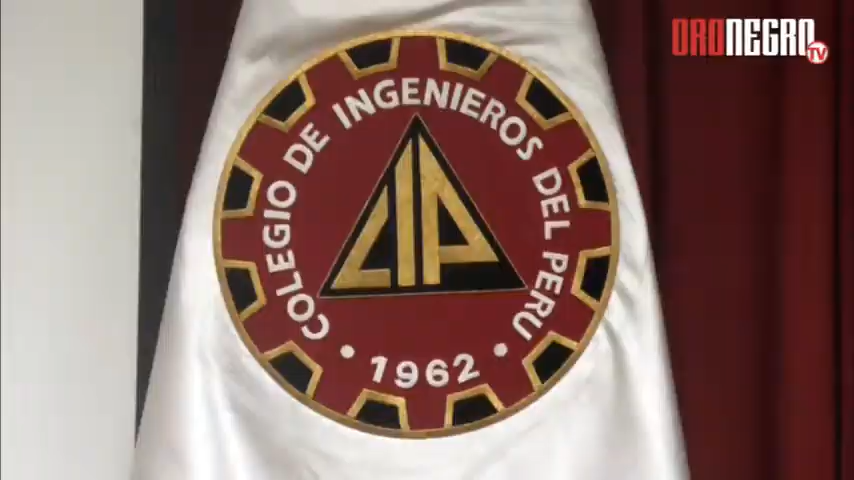 ORONEGRO
TV
COLEGIO DE INGENIEROS DEL PERU
CIP
• 1962 •